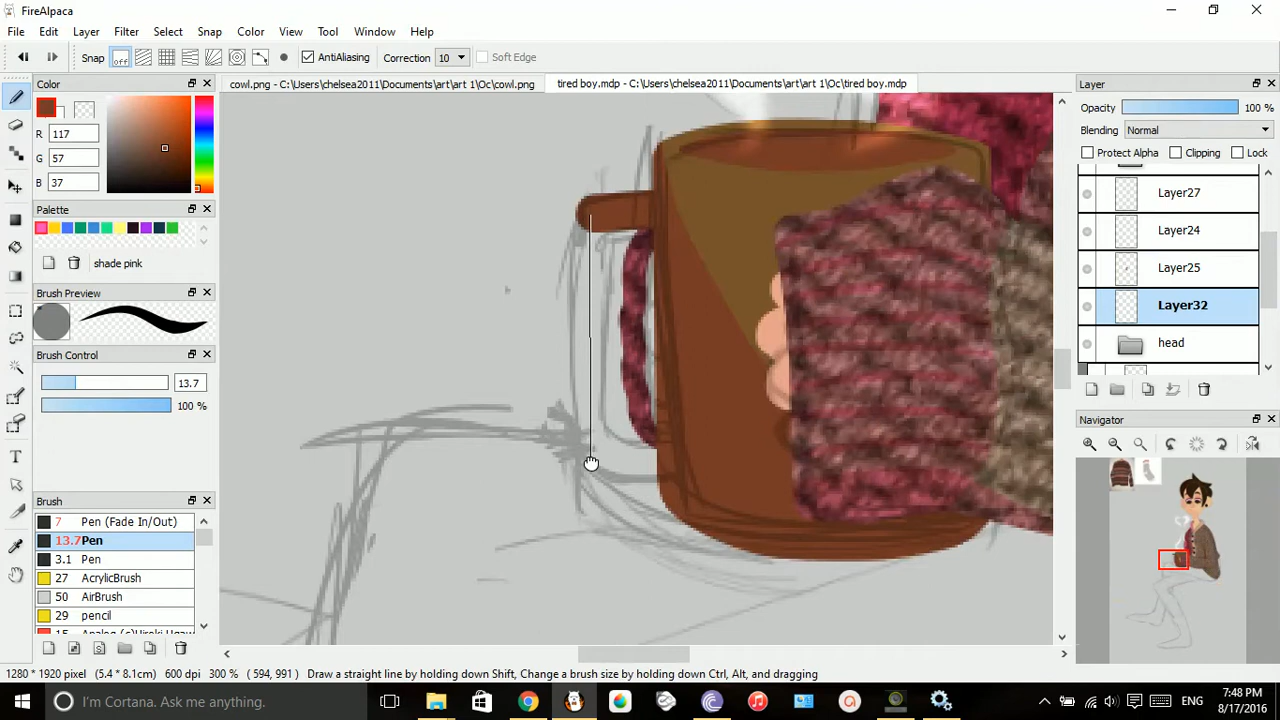 FireAlpaca
File Edit Layer Filter Select Snap Color View Tool Window Help
Snap off AntiAliasing Correction 10 Soft Edge
Color
cowl.png - C:\Users\chelsea2011\Documents\art\art 1\Oc\cowl.png
tired boy.mdp - C:\Users\chelsea2011\Documents\art\art 1\Oc\tired boy.mdp
Layer
R 117
G 57
B 37
Opacity 100 %
Blending Normal
Protect Alpha Clipping Lock
Palette
shade pink
Layer27
Layer24
Layer25
Layer32
head
Brush Preview
Brush Control
13.7
100 %
Navigator
Brush
7 Pen (Fade In/Out)
13.7 Pen
3.1 Pen
27 AcrylicBrush
50 AirBrush
29 pencil
1280 * 1920 pixel (5.4 * 8.1cm) 600 dpi 300 % ( 594, 991 ) Draw a straight line by holding down Shift, Change a brush size by holding down Ctrl, Alt, and dragging
I'm Cortana. Ask me anything.
ENG
7:48 PM
8/17/2016